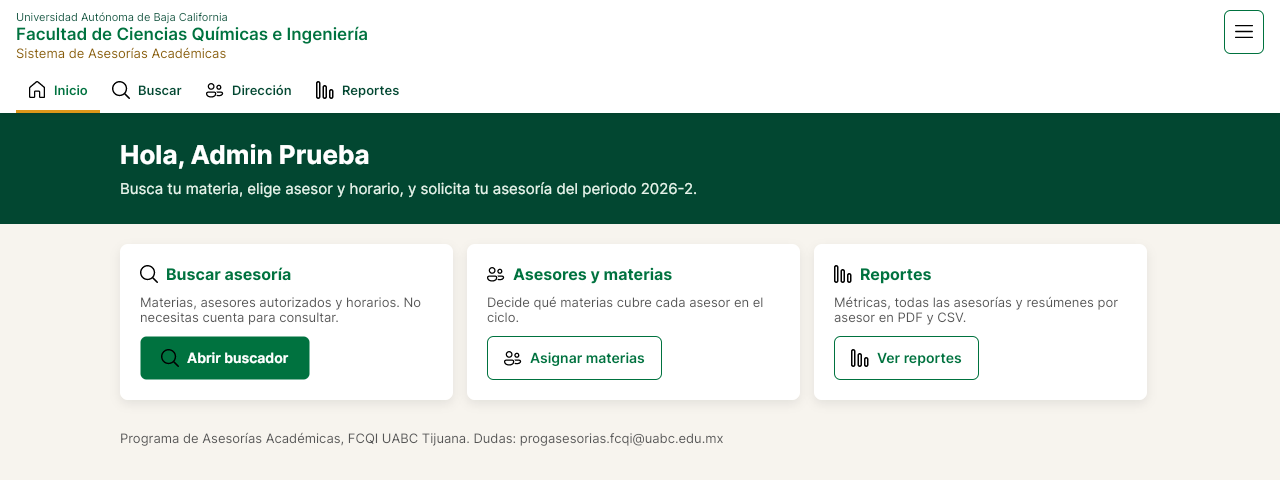 Universidad Autónoma de Baja California
Facultad de Ciencias Químicas e Ingeniería
Sistema de Asesorías Académicas
Inicio
Buscar
Dirección
Reportes
Hola, Admin Prueba
Busca tu materia, elige asesor y horario, y solicita tu asesoría del periodo 2026-2.
Buscar asesoría
Materias, asesores autorizados y horarios. No
necesitas cuenta para consultar.
Abrir buscador
Asesores y materias
Decide qué materias cubre cada asesor en el
ciclo.
Asignar materias
Reportes
Métricas, todas las asesorías y resúmenes por
asesor en PDF y CSV.
Ver reportes
Programa de Asesorías Académicas, FCQI UABC Tijuana. Dudas: progasesorias.fcqi@uabc.edu.mx